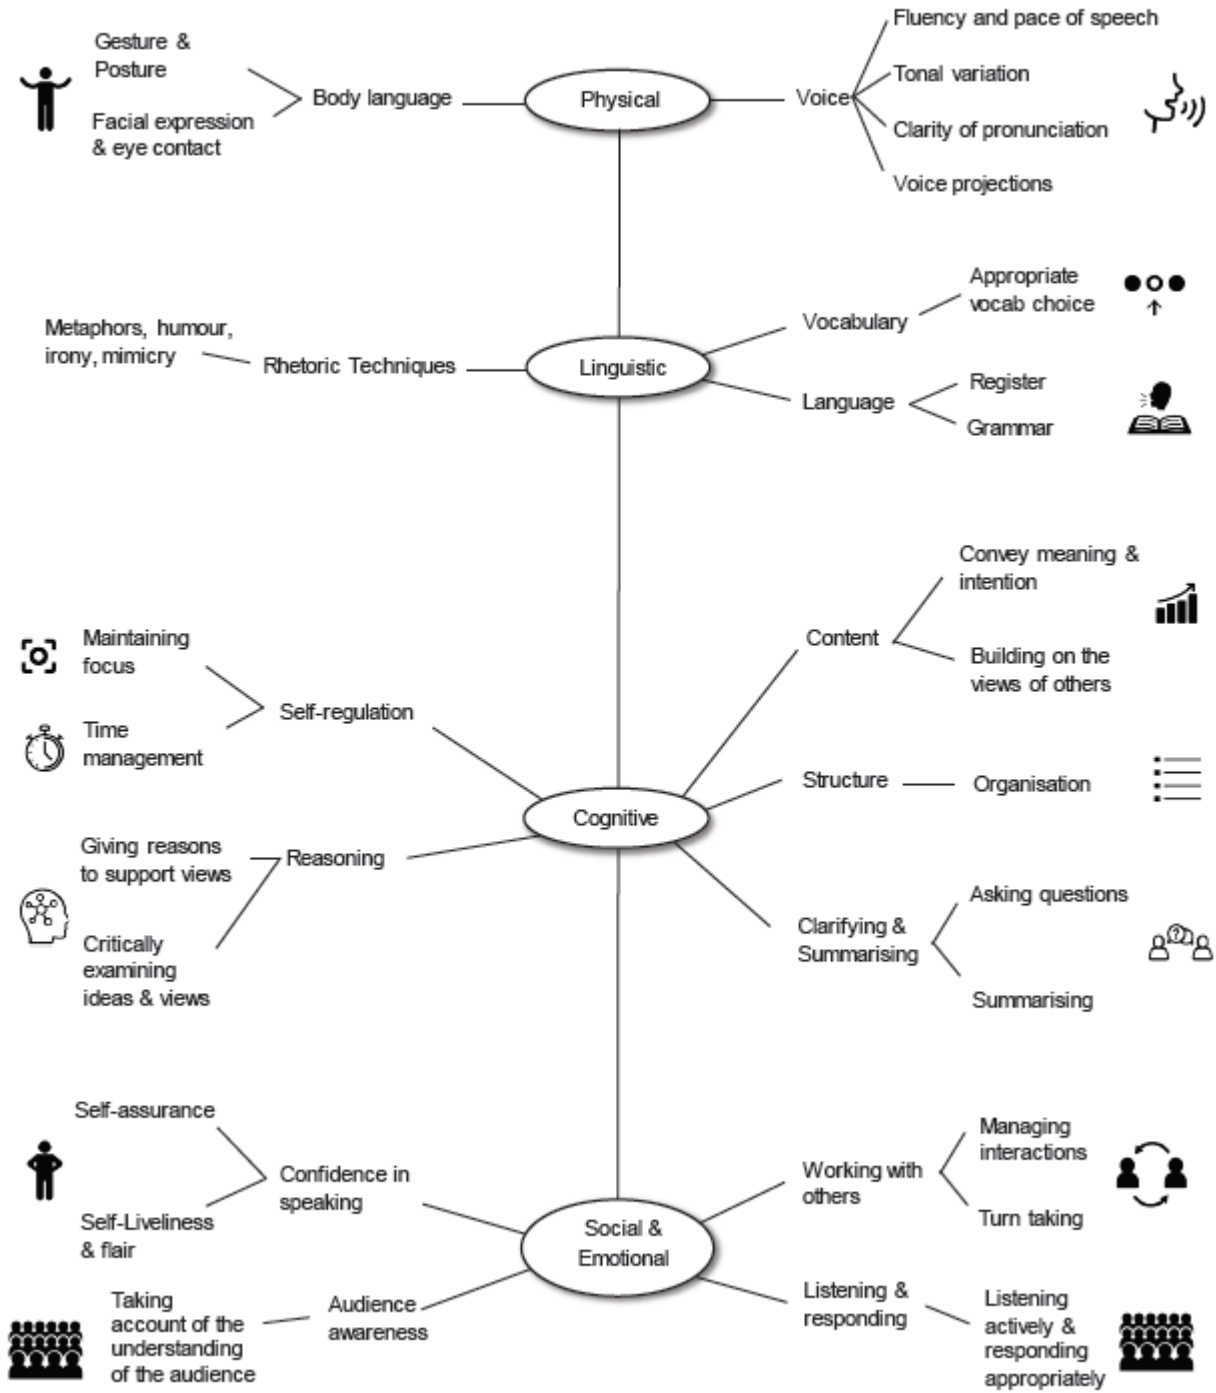 Fluency and pace of speech
Gesture &
Posture
Tonal variation
Body language
Physical
Voice
Facial expression
& eye contact
Clarity of pronunciation
Voice projections
Appropriate
vocab choice
Vocabulary
Metaphors, humour,
irony, mimicry
Rhetoric Techniques
Linguistic
Register
Language
Grammar
Convey meaning &
intention
Maintaining
focus
Content
Building on the
views of others
Self-regulation
Time
management
Structure
Organisation
Cognitive
Giving reasons
to support views
Reasoning
Asking questions
Clarifying &
Summarising
Critically
examining
ideas & views
Summarising
Self-assurance
Managing
interactions
Confidence in
speaking
Working with
others
Self-Liveliness
& flair
Turn taking
Social &
Emotional
Taking
account of the
understanding
of the audience
Audience
awareness
Listening &
responding
Listening
actively &
responding
appropriately